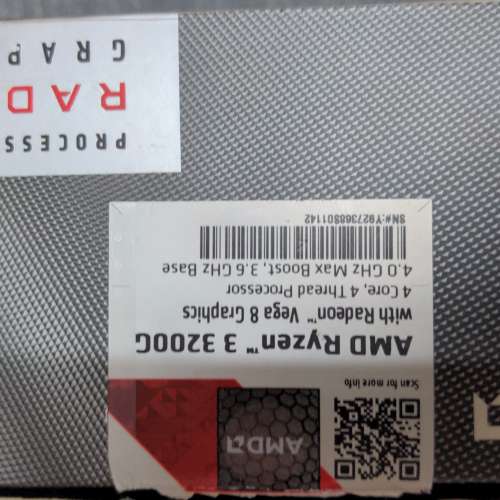 AMD
Scan for more info
AMD Ryzen™ 3 3200G
with Radeon™ Vega 8 Graphics
4 Core, 4 Thread Processor
4.0 GHz Max Boost, 3.6 GHz Base
SN#:Y927368S01142
PROCESS
RAD
GRAP